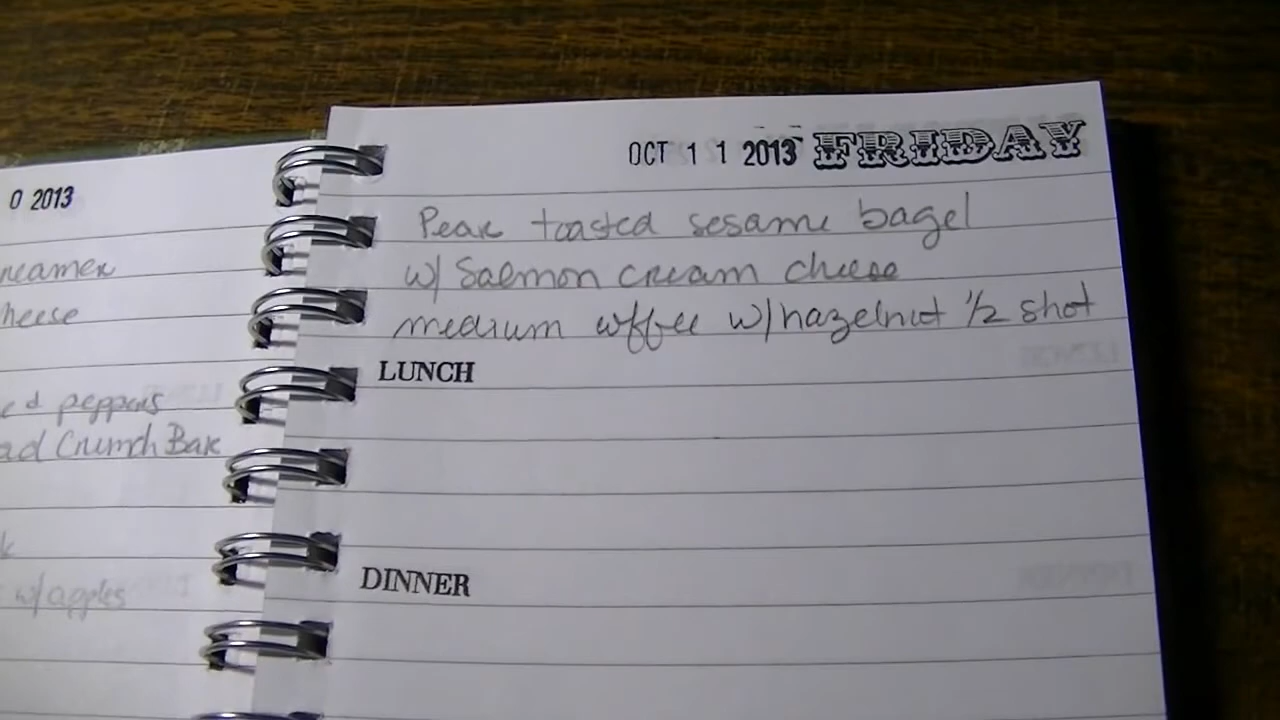 0 2013
reamer
heese
ed peppers
ad Crunch Bar
k
w/ apples
OCT 1 1 2013 FRIDAY
Pear toasted sesame bagel
w/ Salmon cream cheese
medium coffee w/ hazelnut 1/2 shot
LUNCH
DINNER